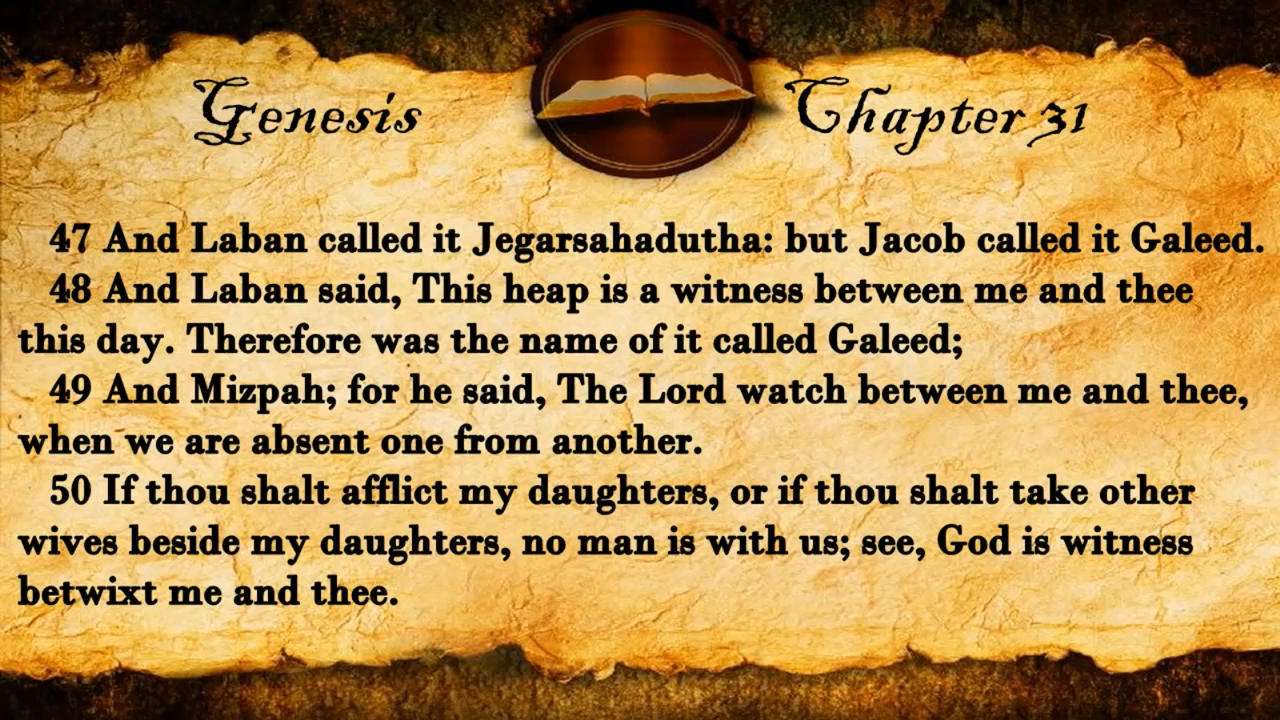 Genesis Chapter 31
47 And Laban called it Jegarsahadutha: but Jacob called it Galeed.
48 And Laban said, This heap is a witness between me and thee
this day. Therefore was the name of it called Galeed;
49 And Mizpah; for he said, The Lord watch between me and thee,
when we are absent one from another.
50 If thou shalt afflict my daughters, or if thou shalt take other
wives beside my daughters, no man is with us; see, God is witness
betwixt me and thee.